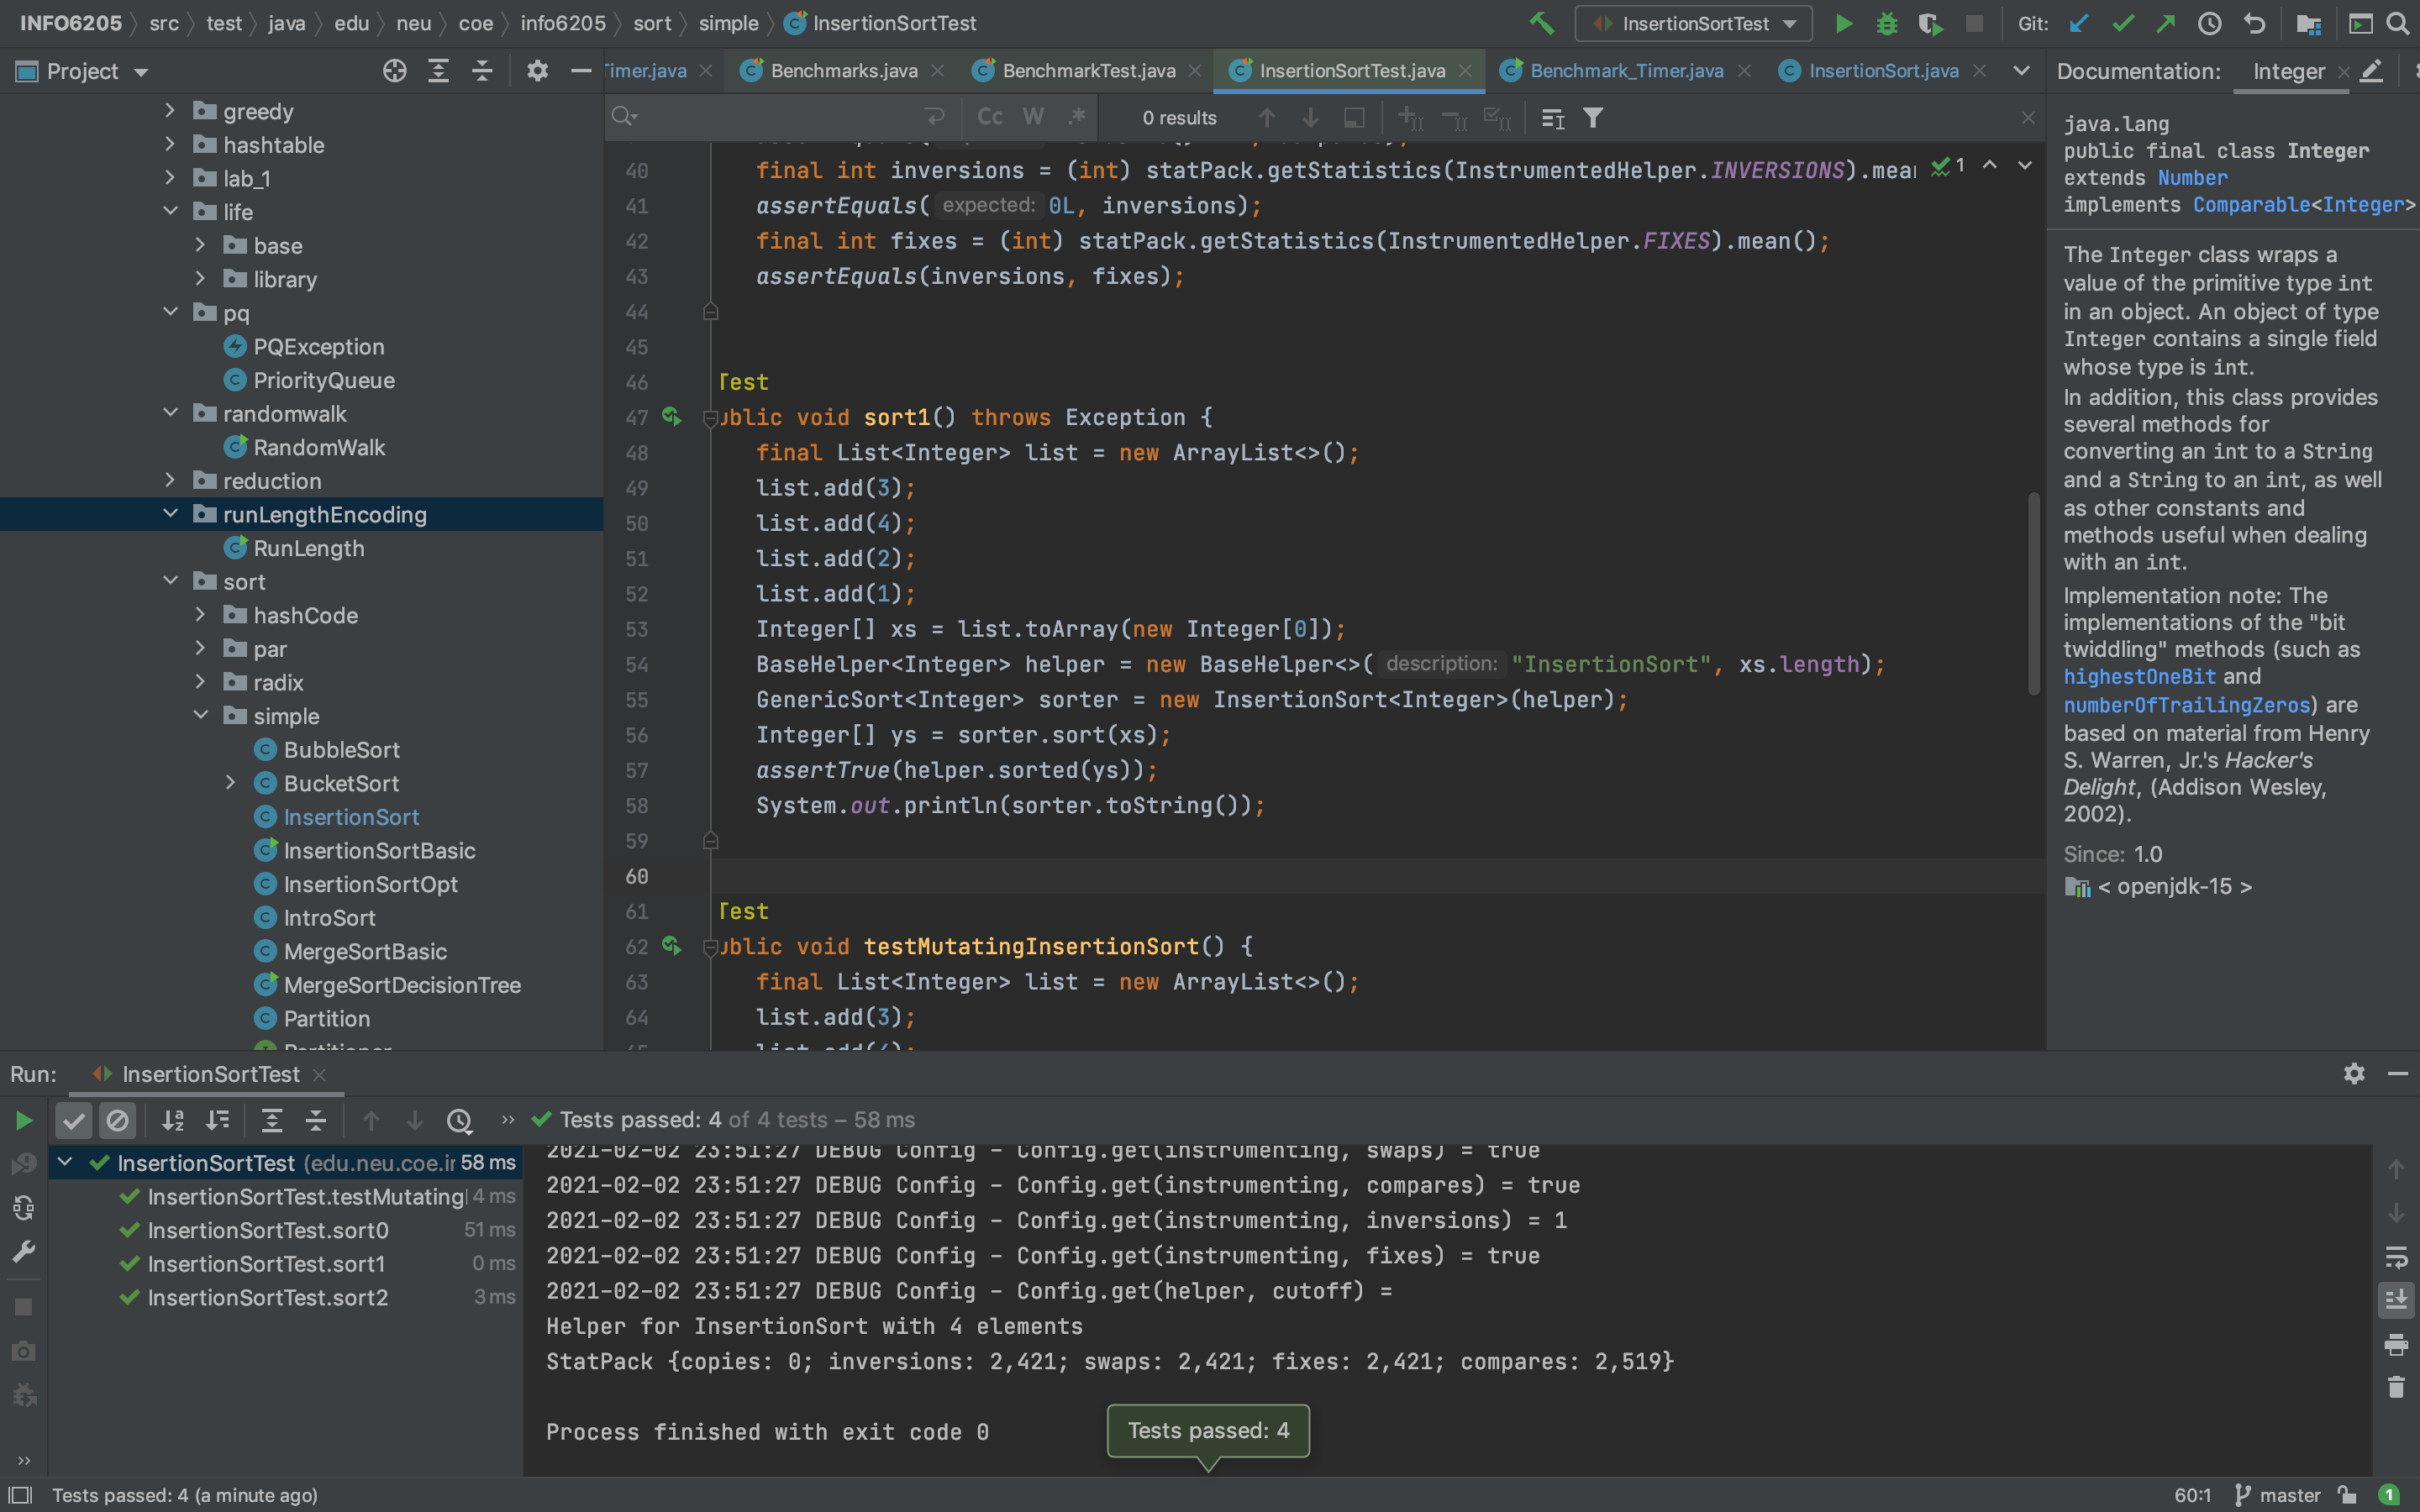 INFO6205 src test java edu neu coe info6205 sort simple InsertionSortTest
InsertionSortTest
Git:
Project
Timer.java
Benchmarks.java
BenchmarkTest.java
InsertionSortTest.java
Benchmark_Timer.java
InsertionSort.java
Documentation:
Integer
Cc W .*
0 results
greedy
hashtable
lab_1
life
base
library
pq
PQException
PriorityQueue
randomwalk
RandomWalk
reduction
runLengthEncoding
RunLength
sort
hashCode
par
radix
simple
BubbleSort
BucketSort
InsertionSort
InsertionSortBasic
InsertionSortOpt
IntroSort
MergeSortBasic
MergeSortDecisionTree
Partition
Partitioner
40 final int inversions = (int) statPack.getStatistics(InstrumentedHelper.INVERSIONS).mea
1
41 assertEquals( expected: 0L, inversions);
42 final int fixes = (int) statPack.getStatistics(InstrumentedHelper.FIXES).mean();
43 assertEquals(inversions, fixes);
44
45
46 Test
47 ublic void sort1() throws Exception {
48 final List<Integer> list = new ArrayList<>();
49 list.add(3);
50 list.add(4);
51 list.add(2);
52 list.add(1);
53 Integer[] xs = list.toArray(new Integer[0]);
54 BaseHelper<Integer> helper = new BaseHelper<>( description: "InsertionSort", xs.length);
55 GenericSort<Integer> sorter = new InsertionSort<Integer>(helper);
56 Integer[] ys = sorter.sort(xs);
57 assertTrue(helper.sorted(ys));
58 System.out.println(sorter.toString());
59
60
61 Test
62 ublic void testMutatingInsertionSort() {
63 final List<Integer> list = new ArrayList<>();
64 list.add(3);
65 list.add(4);
java.lang
public final class Integer
extends Number
implements Comparable<Integer>
The Integer class wraps a
value of the primitive type int
in an object. An object of type
Integer contains a single field
whose type is int.
In addition, this class provides
several methods for
converting an int to a String
and a String to an int, as well
as other constants and
methods useful when dealing
with an int.
Implementation note: The
implementations of the "bit
twiddling" methods (such as
highestOneBit and
numberOfTrailingZeros) are
based on material from Henry
S. Warren, Jr.'s Hacker's
Delight, (Addison Wesley,
2002).
Since: 1.0
< openjdk-15 >
Run: InsertionSortTest
Tests passed: 4 of 4 tests – 58 ms
InsertionSortTest (edu.neu.coe.in 58 ms
InsertionSortTest.testMutatingI 4 ms
InsertionSortTest.sort0 51 ms
InsertionSortTest.sort1 0 ms
InsertionSortTest.sort2 3 ms
2021-02-02 23:51:27 DEBUG Config - Config.get(instrumenting, swaps) = true
2021-02-02 23:51:27 DEBUG Config - Config.get(instrumenting, compares) = true
2021-02-02 23:51:27 DEBUG Config - Config.get(instrumenting, inversions) = 1
2021-02-02 23:51:27 DEBUG Config - Config.get(instrumenting, fixes) = true
2021-02-02 23:51:27 DEBUG Config - Config.get(helper, cutoff) =
Helper for InsertionSort with 4 elements
StatPack {copies: 0; inversions: 2,421; swaps: 2,421; fixes: 2,421; compares: 2,519}
Process finished with exit code 0
Tests passed: 4
Tests passed: 4 (a minute ago)
60:1
master
1